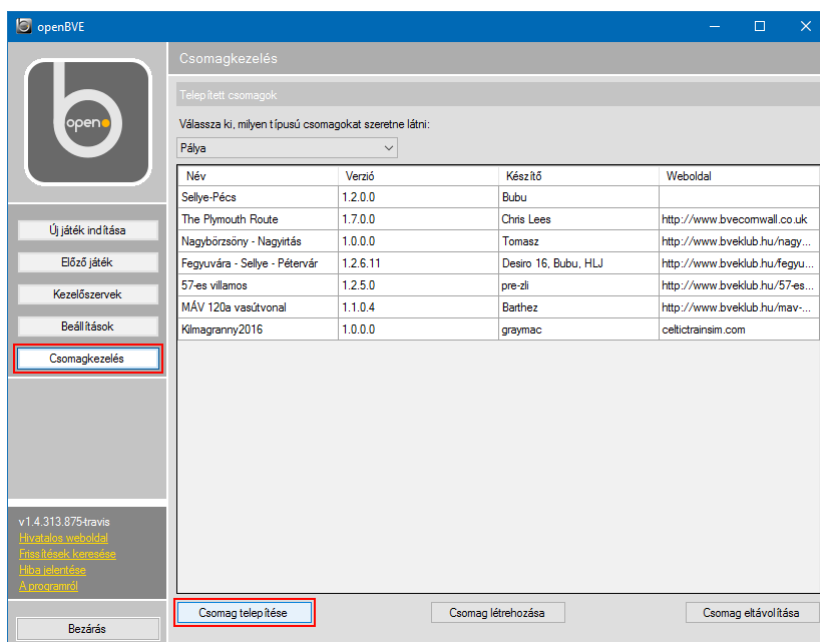 openBVE
open
Csomagkezelés
Telepített csomagok
Válassza ki, milyen típusú csomagokat szeretne látni:
Pálya
Név Verzió Készítő Weboldal
Sellye-Pécs 1.2.0.0 Bubu
The Plymouth Route 1.7.0.0 Chris Lees http://www.bvecornwall.co.uk
Nagybörzsöny - Nagyirtás 1.0.0.0 Tomasz http://www.bveklub.hu/nagy...
Fegyuvára - Sellye - Pétervár 1.2.6.11 Desiro 16, Bubu, HLJ http://www.bveklub.hu/fegyu...
57-es villamos 1.2.5.0 pre-zli http://www.bveklub.hu/57-es...
MÁV 120a vasútvonal 1.1.0.4 Barthez http://www.bveklub.hu/mav-...
Kilmagranny2016 1.0.0.0 graymac celtictrainsim.com
Új játék indítása
Előző játék
Kezelőszervek
Beállítások
Csomagkezelés
v1.4.313.875-travis
Hivatalos weboldal
Frissítések keresése
Hiba jelentése
A programról
Bezárás
Csomag telepítése Csomag létrehozása Csomag eltávolítása